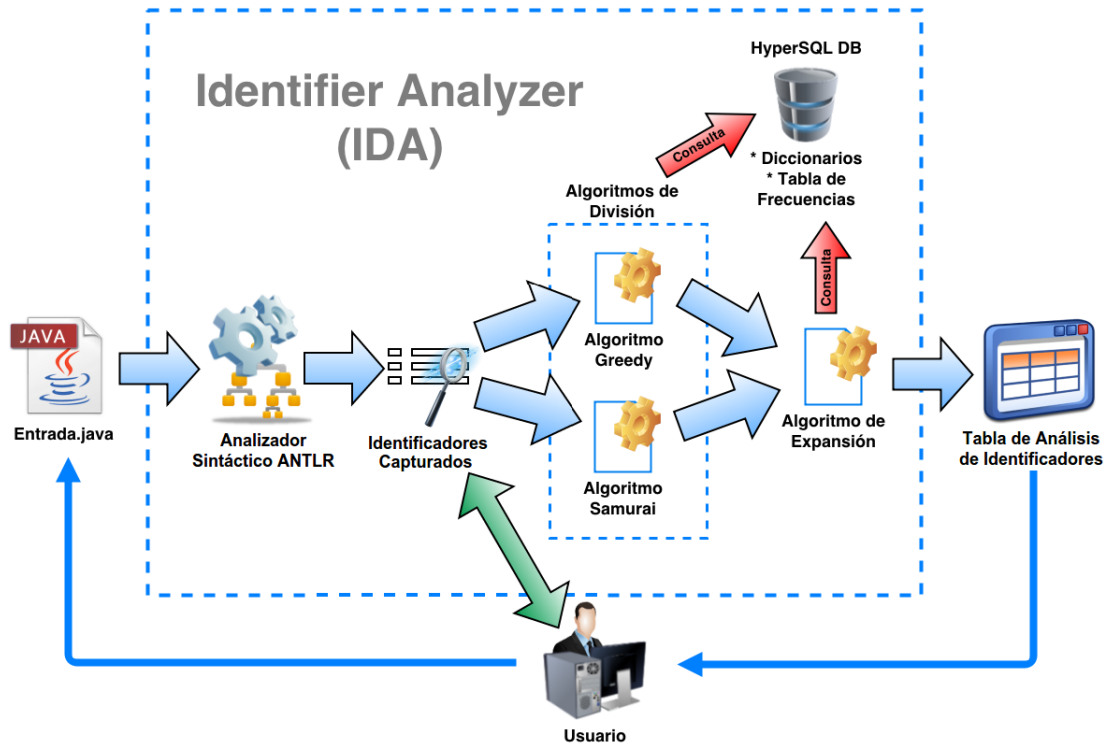 HyperSQL DB
Identifier Analyzer
(IDA)
Consulta
* Diccionarios
* Tabla de
Frecuencias
Algoritmos de
División
Consulta
JAVA
Algoritmo
Greedy
Entrada.java
Analizador
Sintáctico ANTLR
Identificadores
Capturados
Algoritmo de
Expansión
Tabla de Análisis
de Identificadores
Algoritmo
Samurai
Usuario